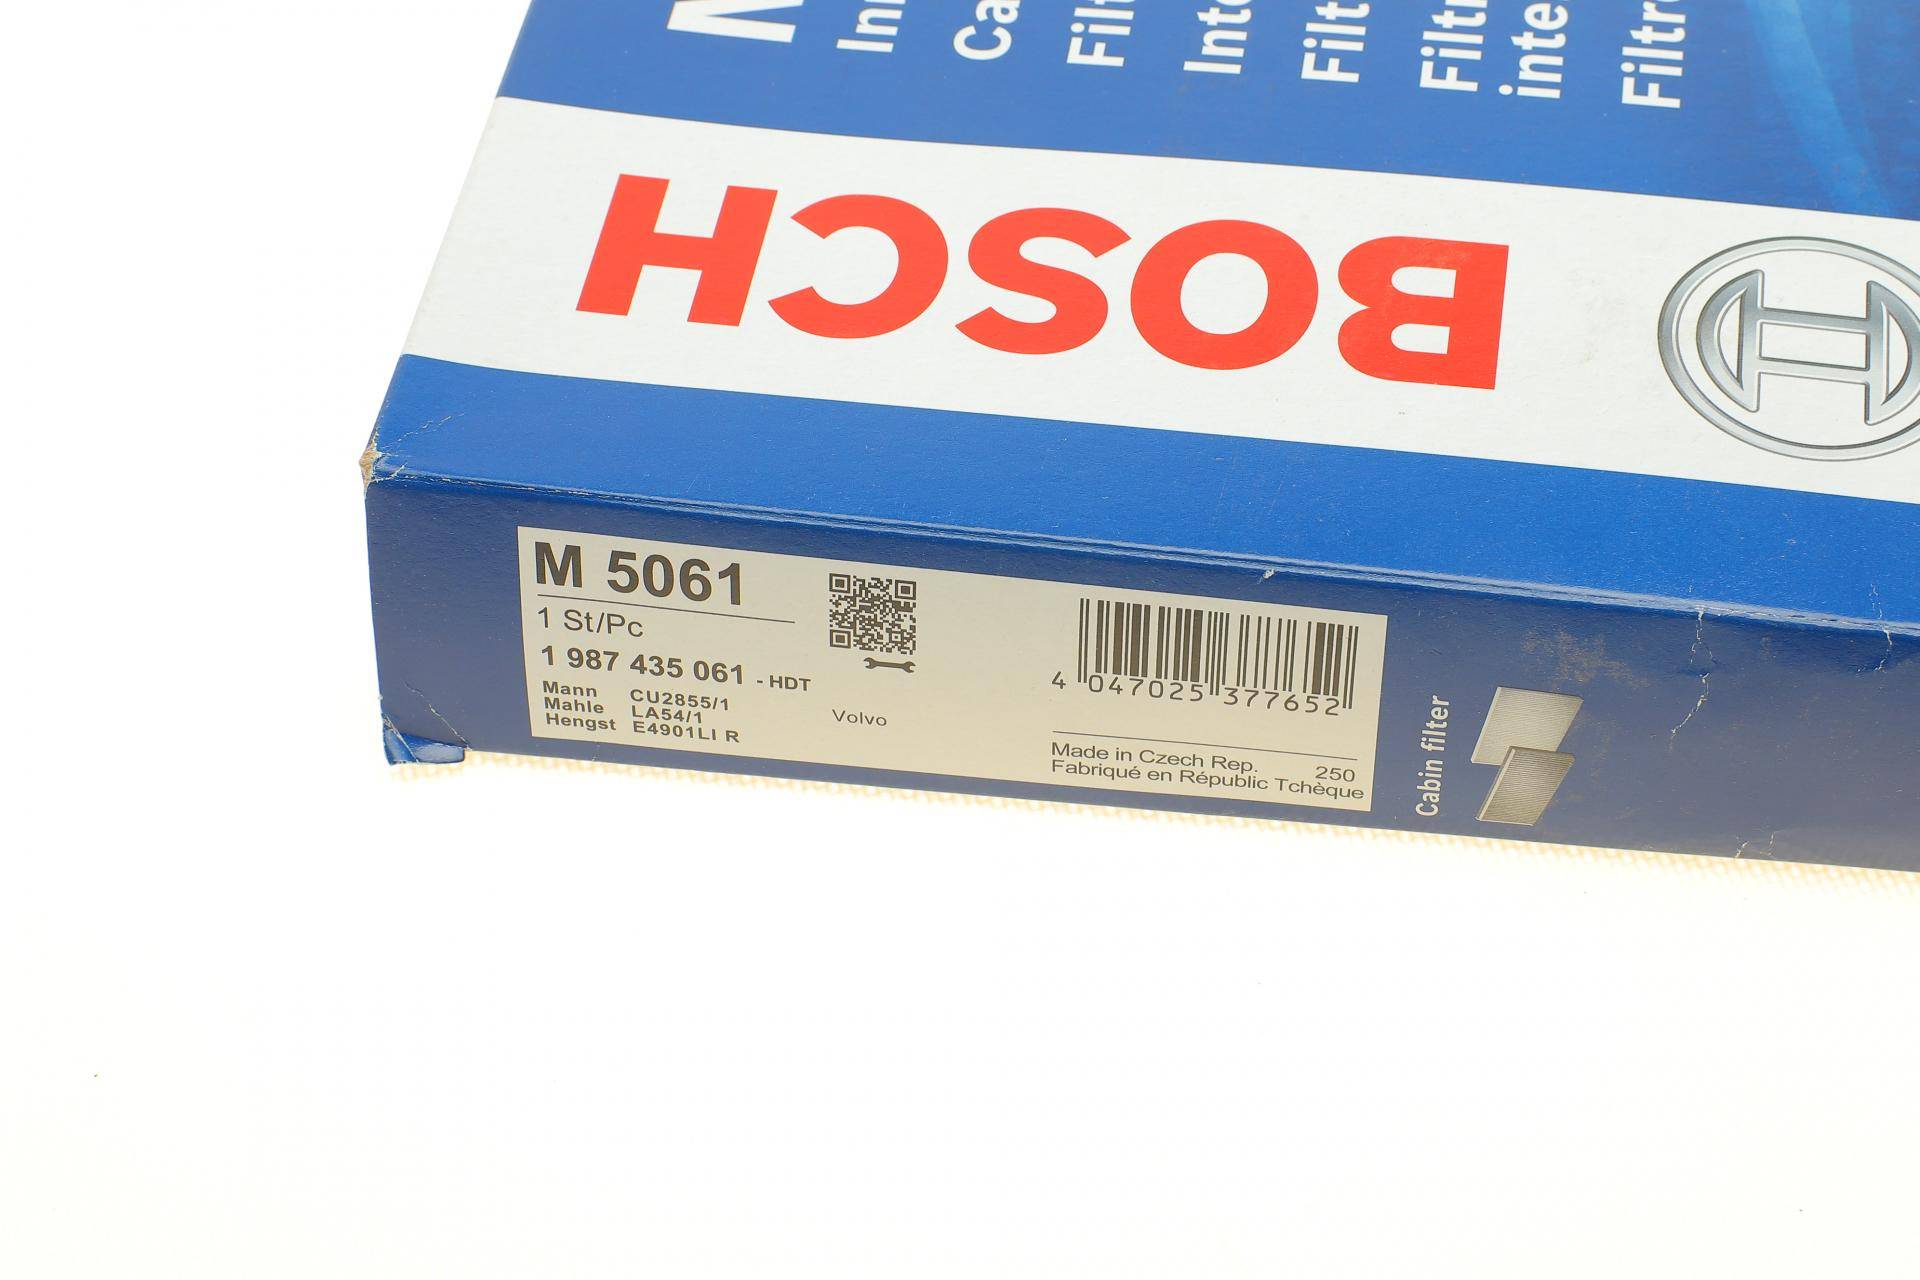 BOSCH
M 5061
1 St/Pc
1 987 435 061 - HDT
Mann CU2855/1
Mahle LA54/1
Hengst E4901LI R
Volvo
4 047025 377652
Made in Czech Rep. 250
Fabriqué en Républic Tchèque
Cabin filter